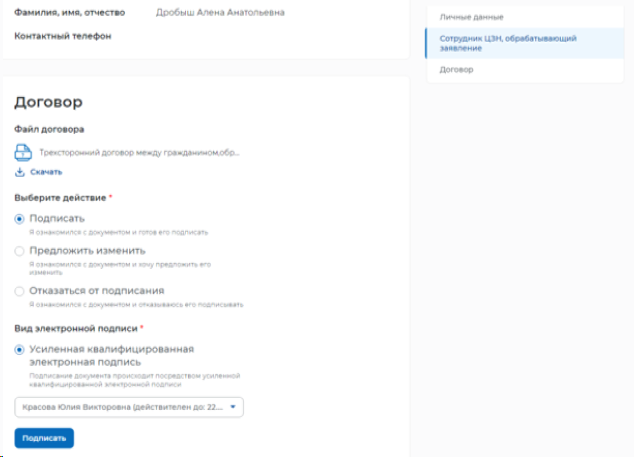 Фамилия, имя, отчество Дробыш Алена Анатольевна
Контактный телефон
Личные данные
Сотрудник ЦЗН, обрабатывающий
заявление
Договор
Договор
Файл договора
Трехсторонний договор между гражданином,обр...
Скачать
Выберите действие *
Подписать
Я ознакомился с документом и готов его подписать
Предложить изменить
Я ознакомился с документом и хочу предложить его
изменить
Отказаться от подписания
Я ознакомился с документом и отказываюсь его подписывать
Вид электронной подписи *
Усиленная квалифицированная
электронная подпись
Подписание документа происходит посредством усиленной
квалифицированной электронной подписи
Красова Юлия Викторовна (действителен до: 22....
Подписать